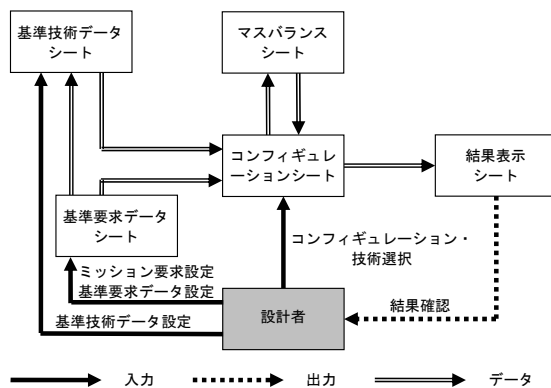 基準技術データ
シート
マスバランス
シート
コンフィギュレ
ーションシート
結果表示
シート
基準要求データ
シート
コンフィギュレーション・
技術選択
ミッション要求設定
基準要求データ設定
設計者
結果確認
基準技術データ設定
入力
出力
データ